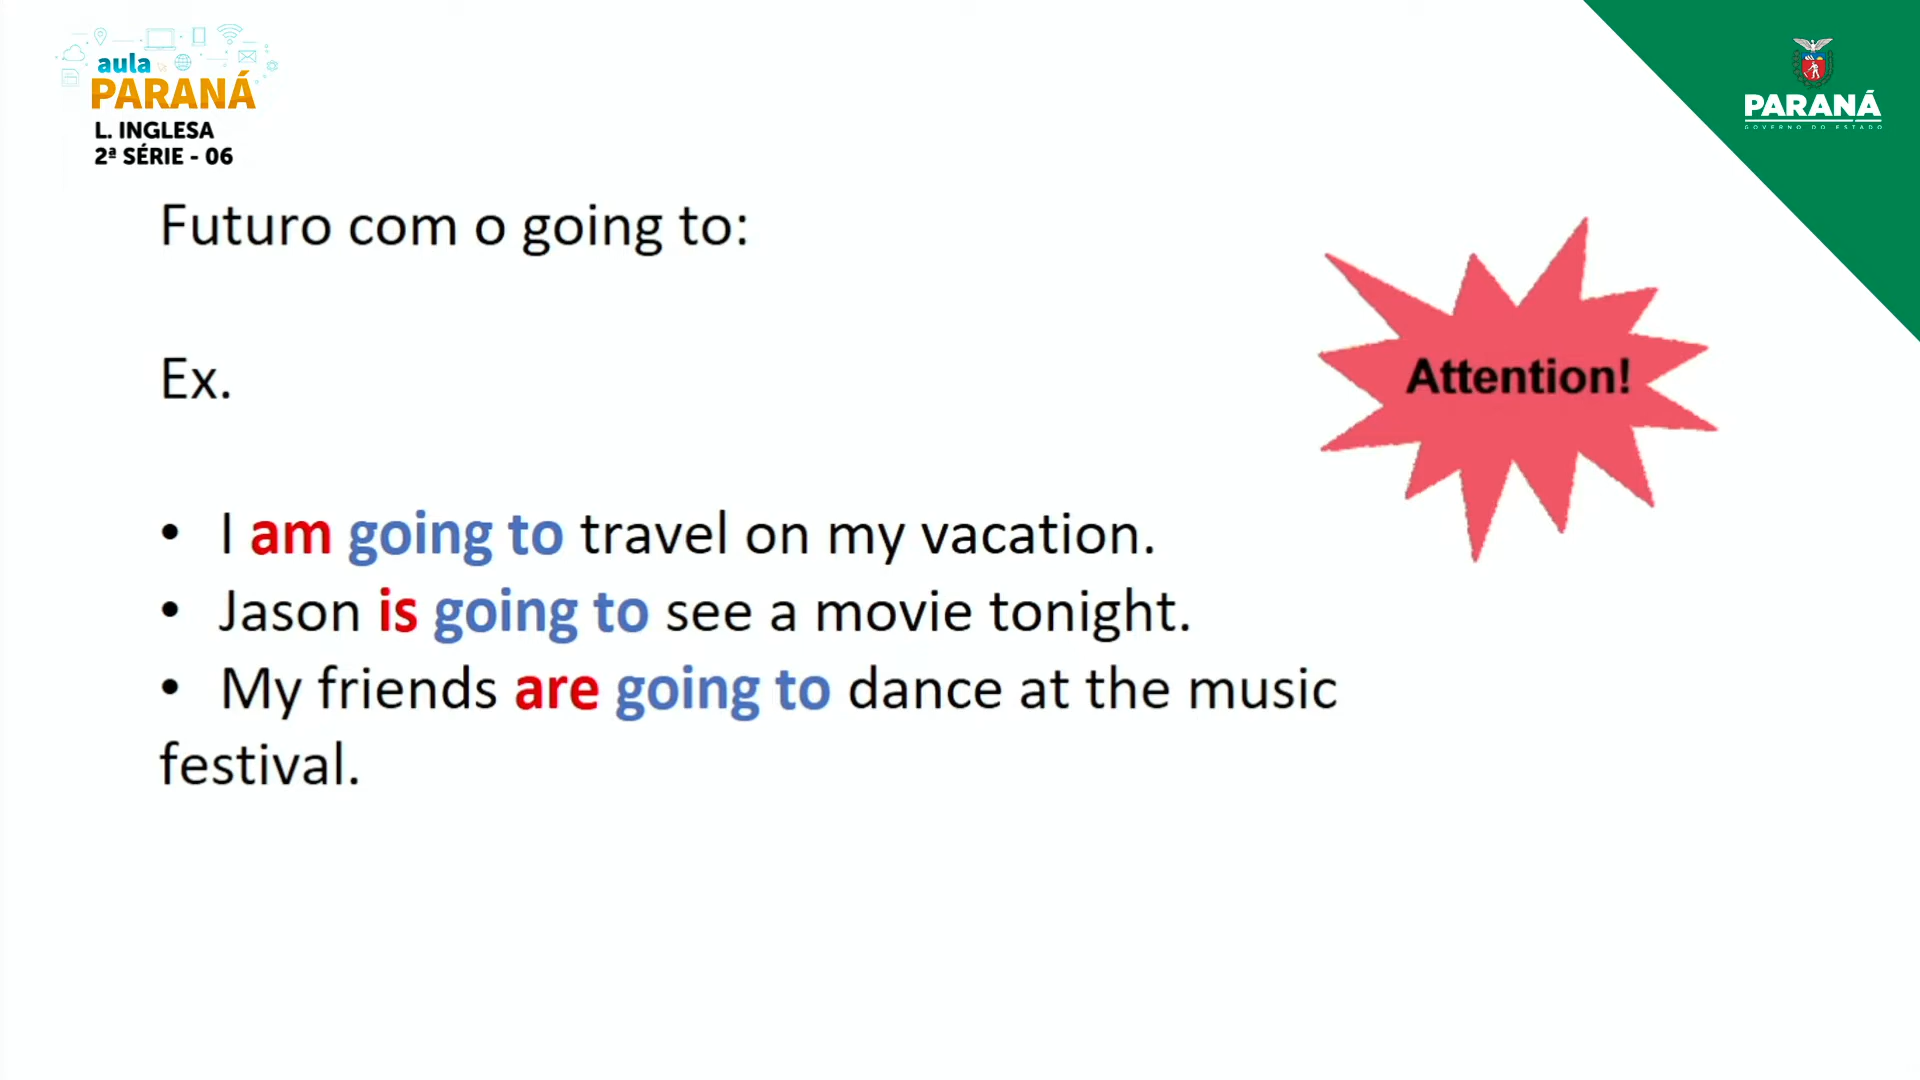 aula
PARANÁ
L. INGLESA
2ª SÉRIE - 06
PARANÁ
GOVERNO DO ESTADO
Futuro com o going to:
Attention!
Ex.
• I am going to travel on my vacation.
• Jason is going to see a movie tonight.
• My friends are going to dance at the music
festival.